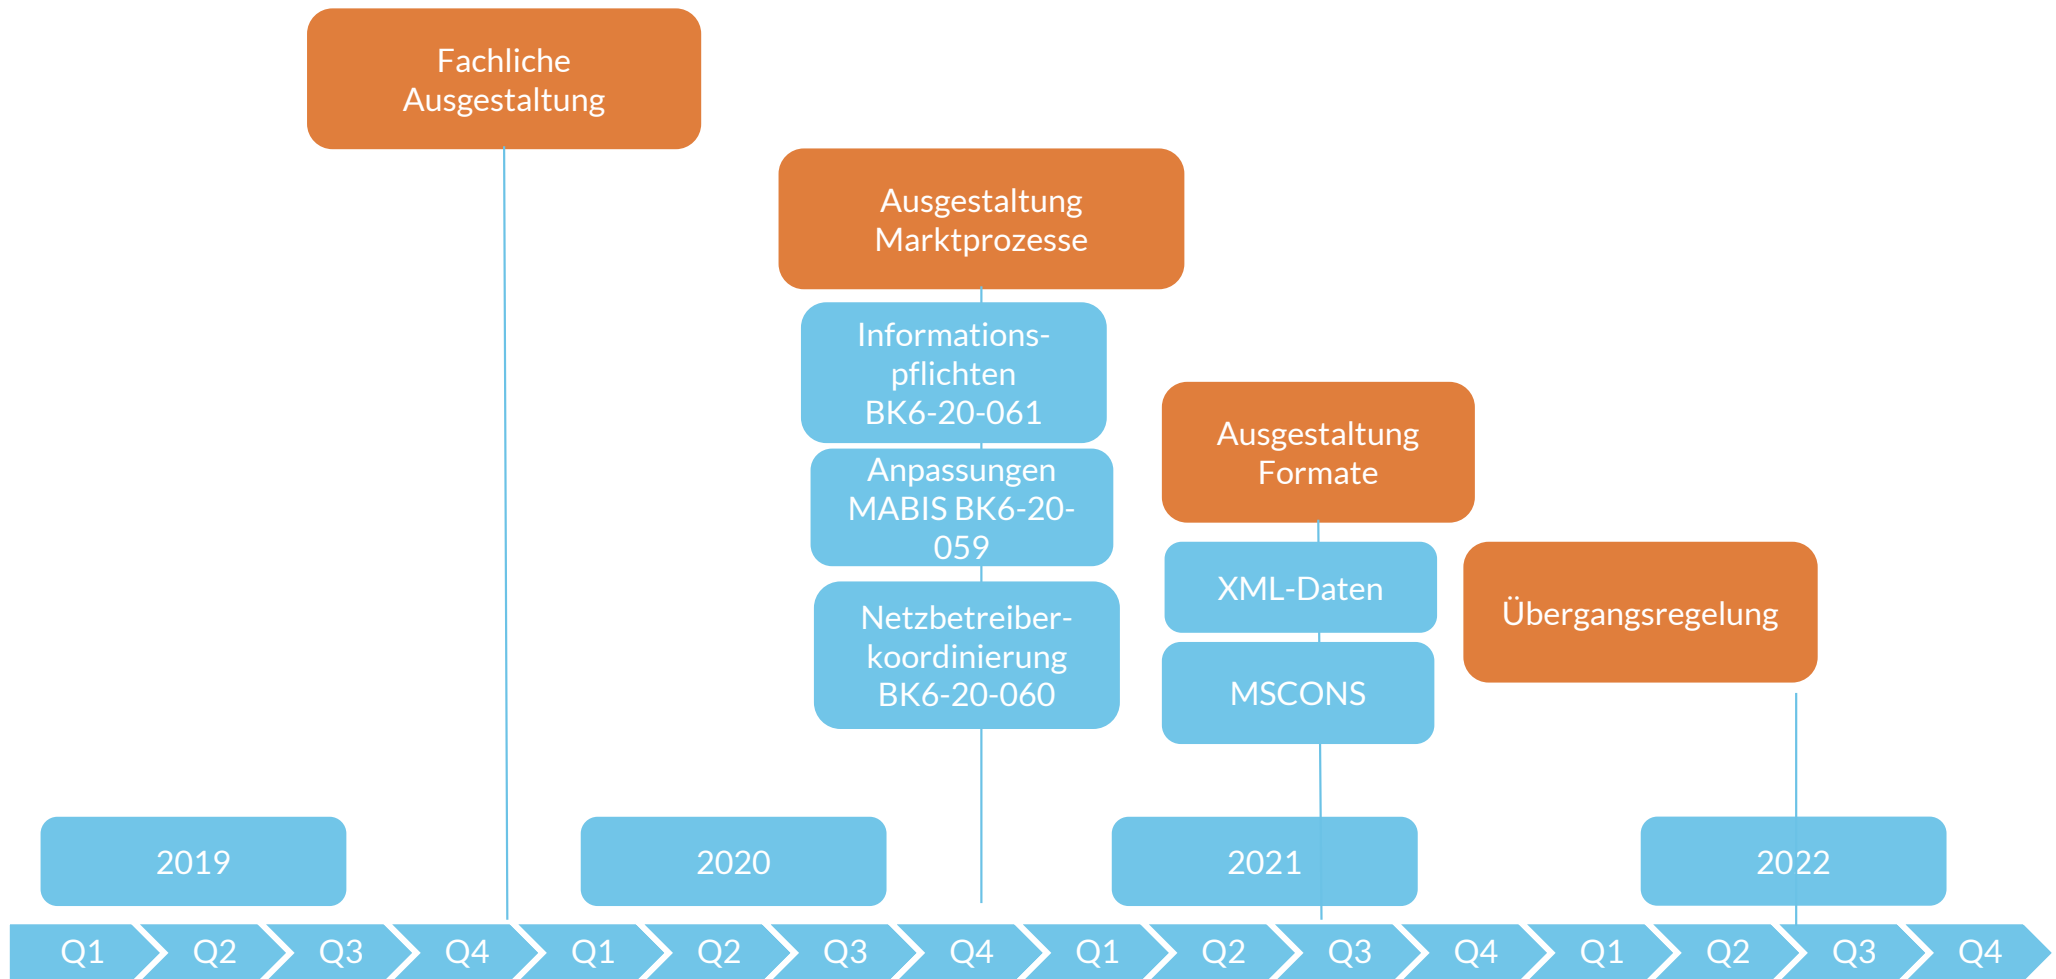 Fachliche
Ausgestaltung
Ausgestaltung
Marktprozesse
Informations-
pflichten
BK6-20-061
Anpassungen
MABIS BK6-20-
059
Netzbetreiber-
koordinierung
BK6-20-060
Ausgestaltung
Formate
XML-Daten
MSCONS
Übergangsregelung
2019
2020
2021
2022
Q1
Q2
Q3
Q4
Q1
Q2
Q3
Q4
Q1
Q2
Q3
Q4
Q1
Q2
Q3
Q4